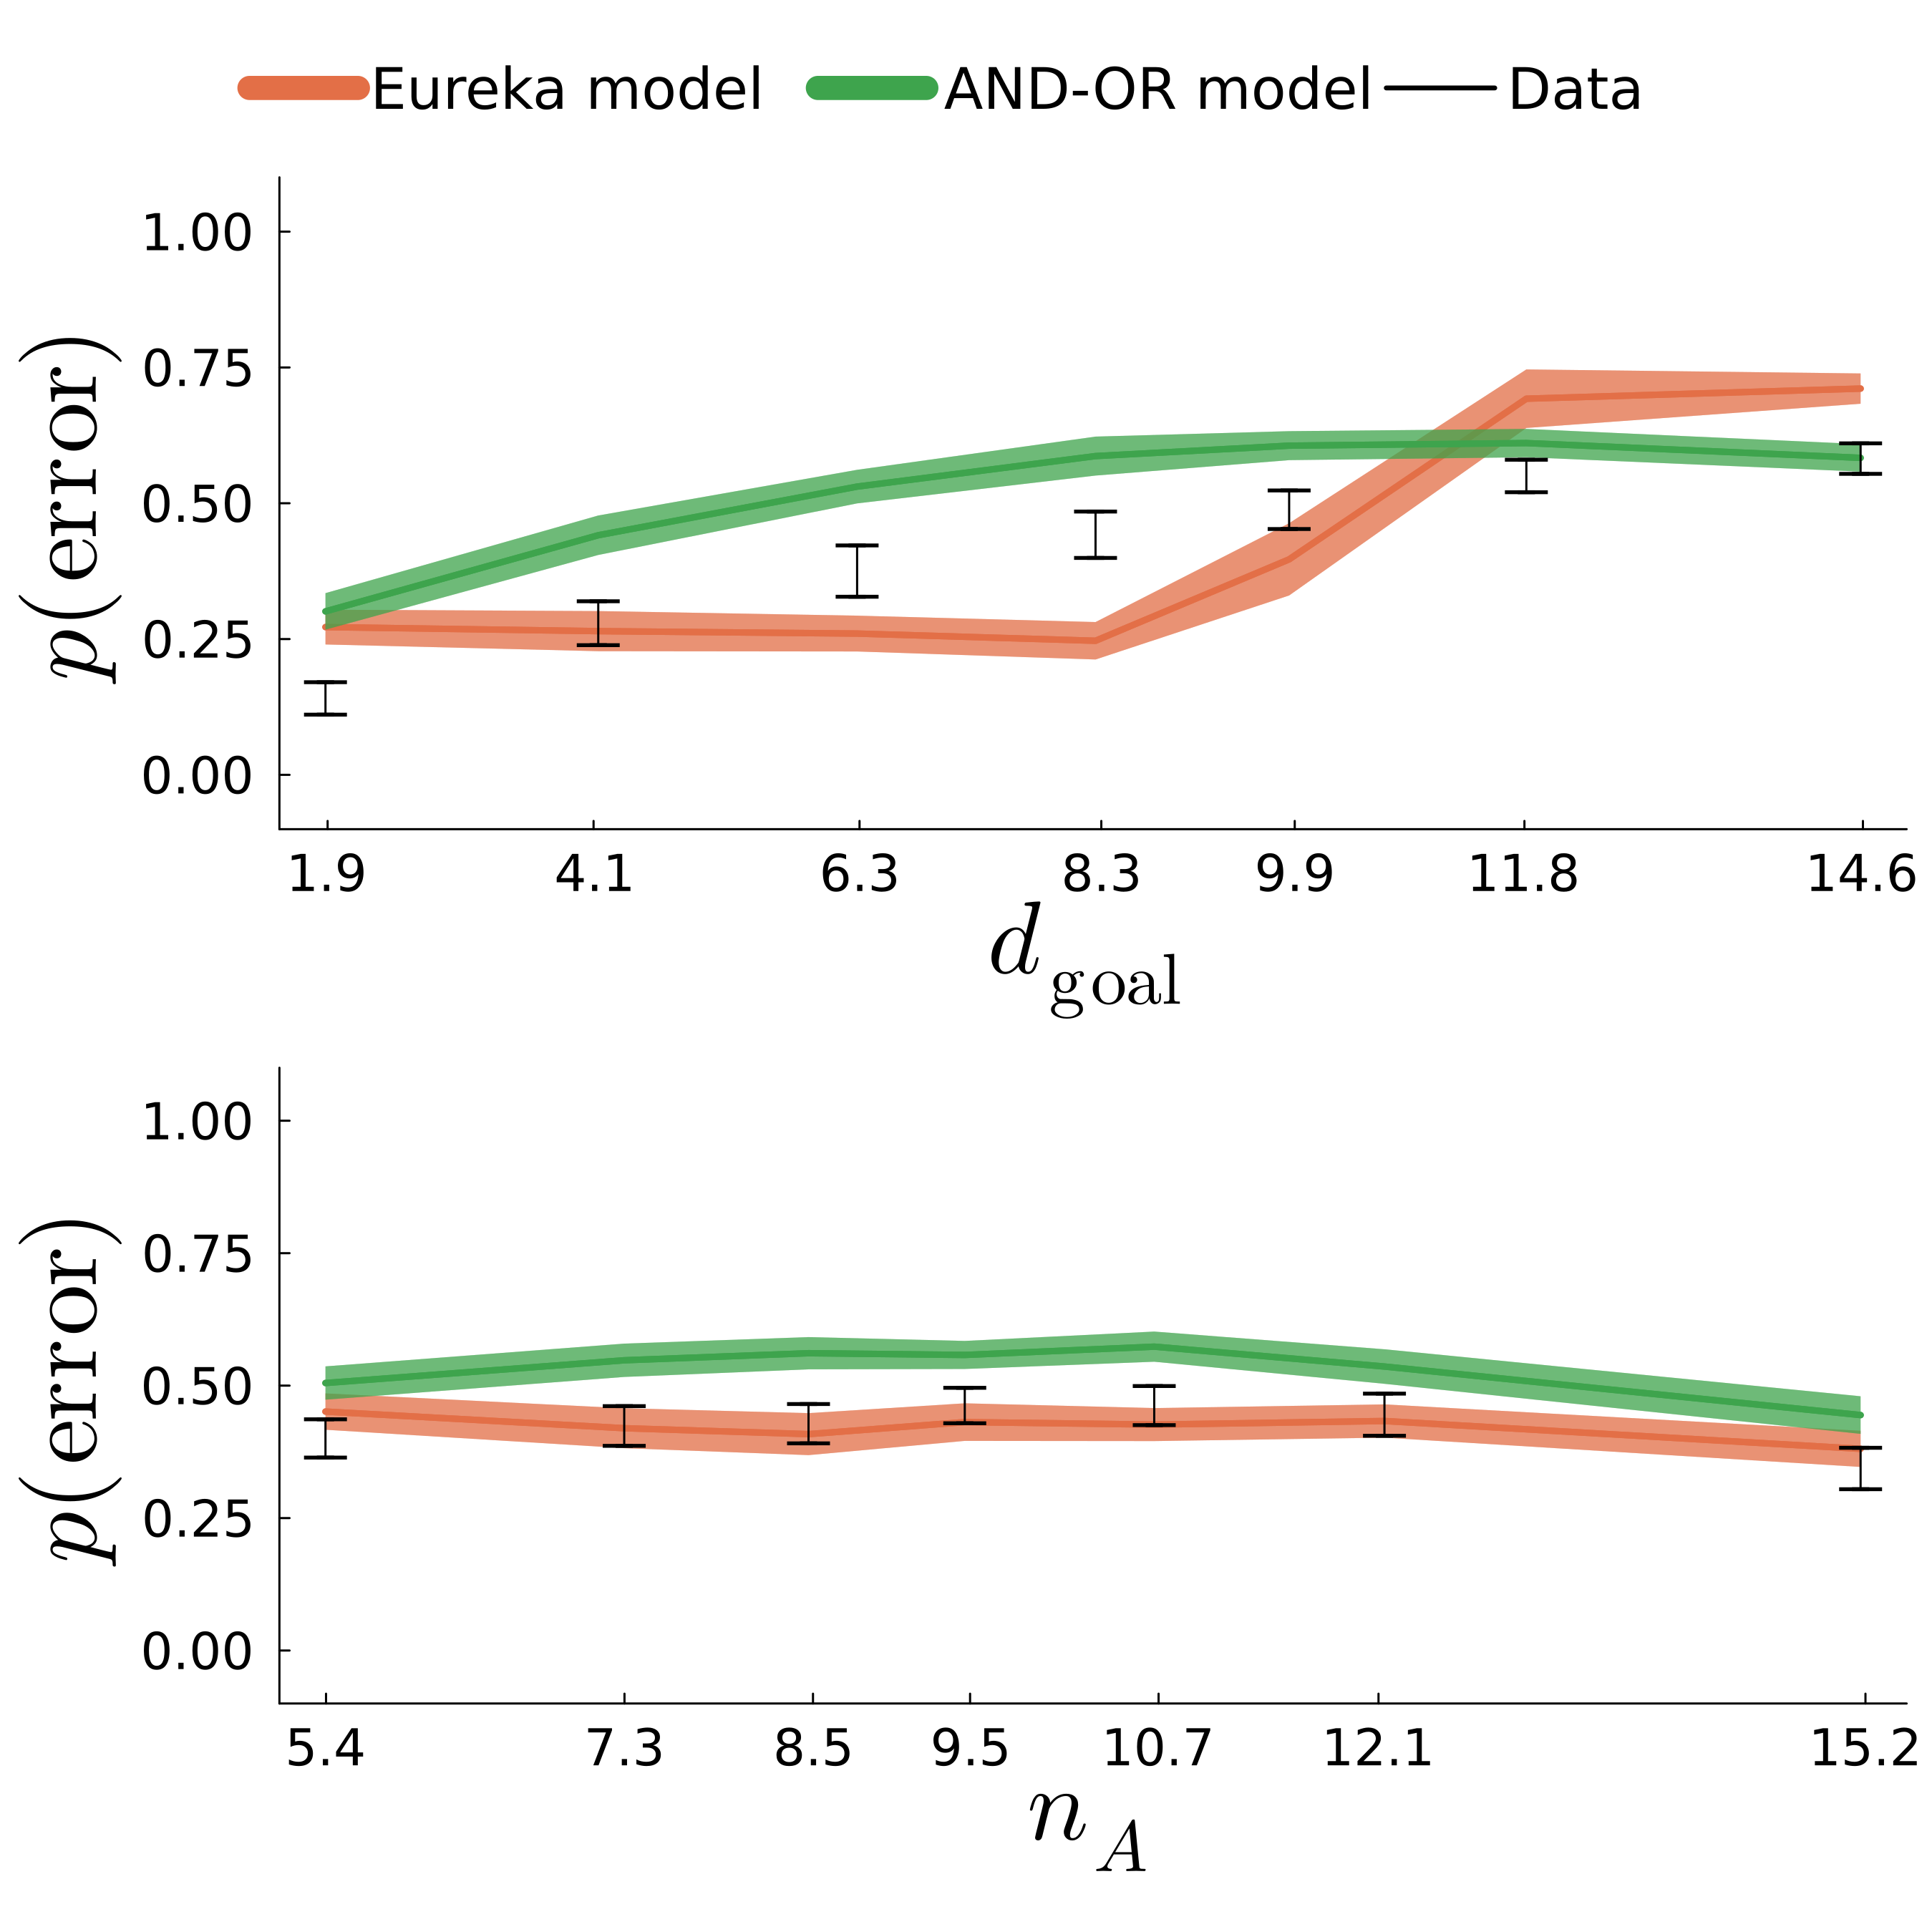 Eureka model AND-OR model Data
1.00
0.75
0.50
0.25
0.00
p(error)
1.9 4.1 6.3 8.3 9.9 11.8 14.6
d_goal
1.00
0.75
0.50
0.25
0.00
p(error)
5.4 7.3 8.5 9.5 10.7 12.1 15.2
n_A